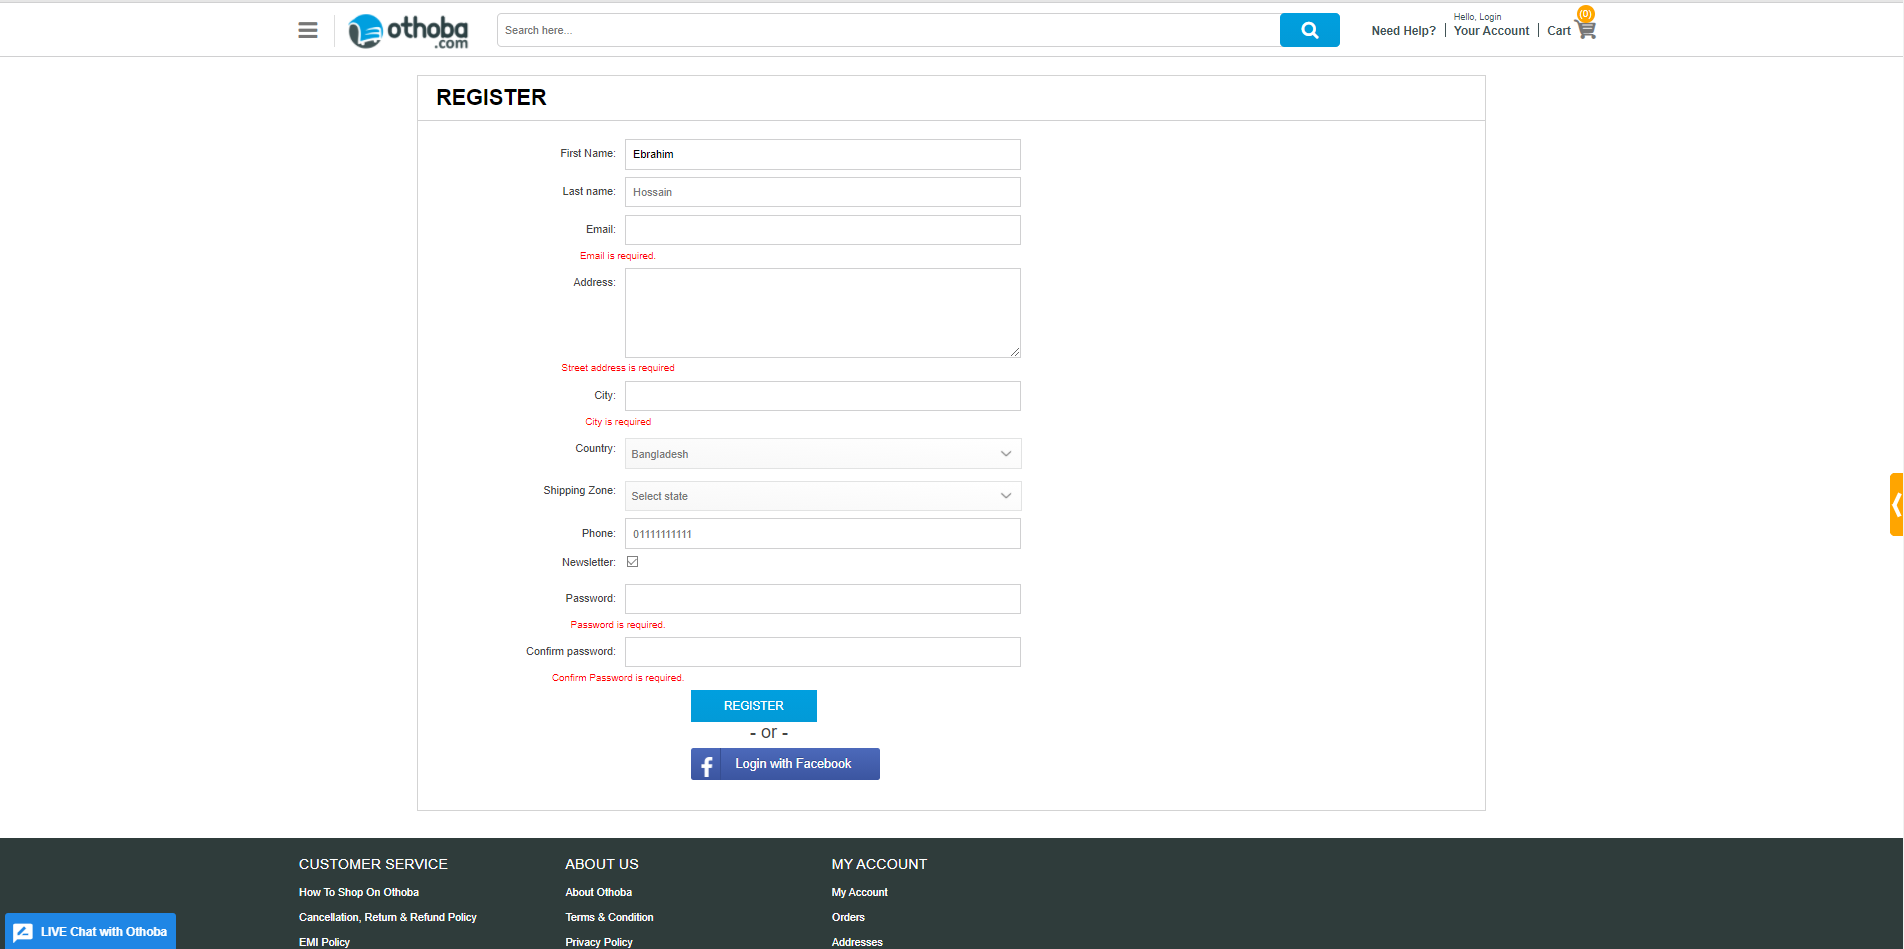 othoba
.com
Search here...
Need Help?
Hello, Login
Your Account
Cart
(0)
REGISTER
First Name:
Ebrahim
Last name:
Hossain
Email:
Email is required.
Address:
Street address is required
City:
City is required
Country:
Bangladesh
Shipping Zone:
Select state
Phone:
01111111111
Newsletter:
Password:
Password is required.
Confirm password:
Confirm Password is required.
REGISTER
- or -
f
Login with Facebook
CUSTOMER SERVICE
How To Shop On Othoba
Cancellation, Return & Refund Policy
EMI Policy
ABOUT US
About Othoba
Terms & Condition
Privacy Policy
MY ACCOUNT
My Account
Orders
Addresses
LIVE Chat with Othoba